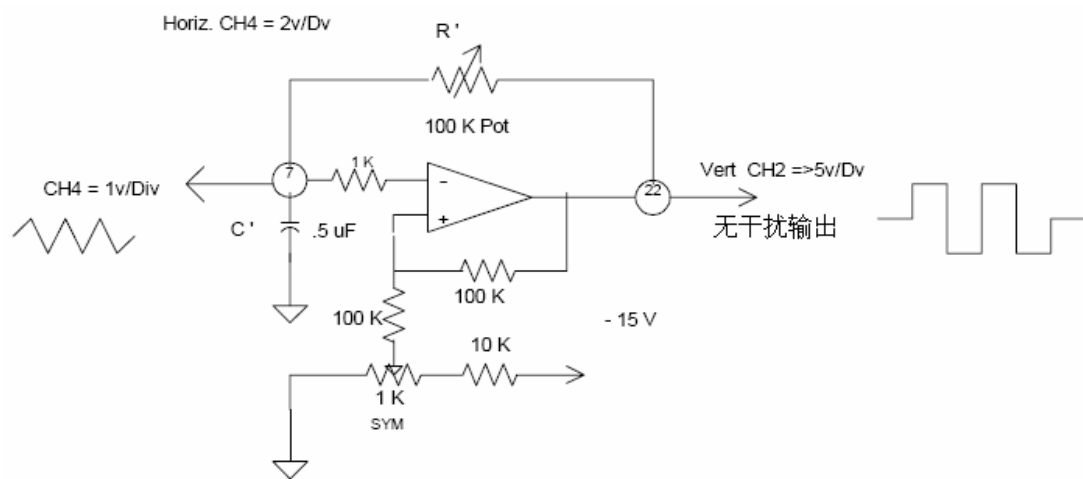 Horiz. CH4 = 2v/Dv
R '
100 K Pot
7
1 K
CH4 = 1v/Div
-
+
22
Vert CH2 =>5v/Dv
无干扰输出
C '
.5 uF
100 K
100 K
- 15 V
10 K
1 K
SYM